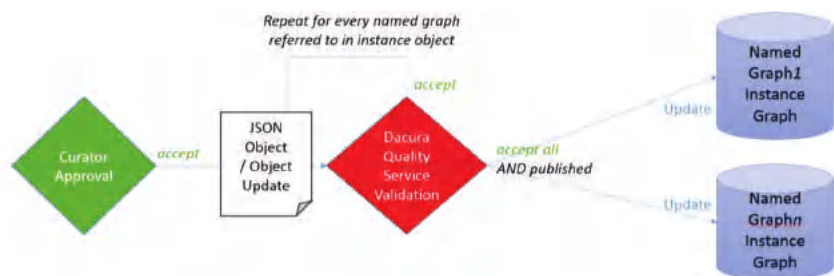 Repeat for every named graph
referred to in instance object
Curator
Approval
accept
JSON
Object
/ Object
Update
accept
Dacura
Quality
Service
Validation
accept all
AND published
Update
Named
Graph1
Instance
Graph
Update
Named
Graphn
Instance
Graph